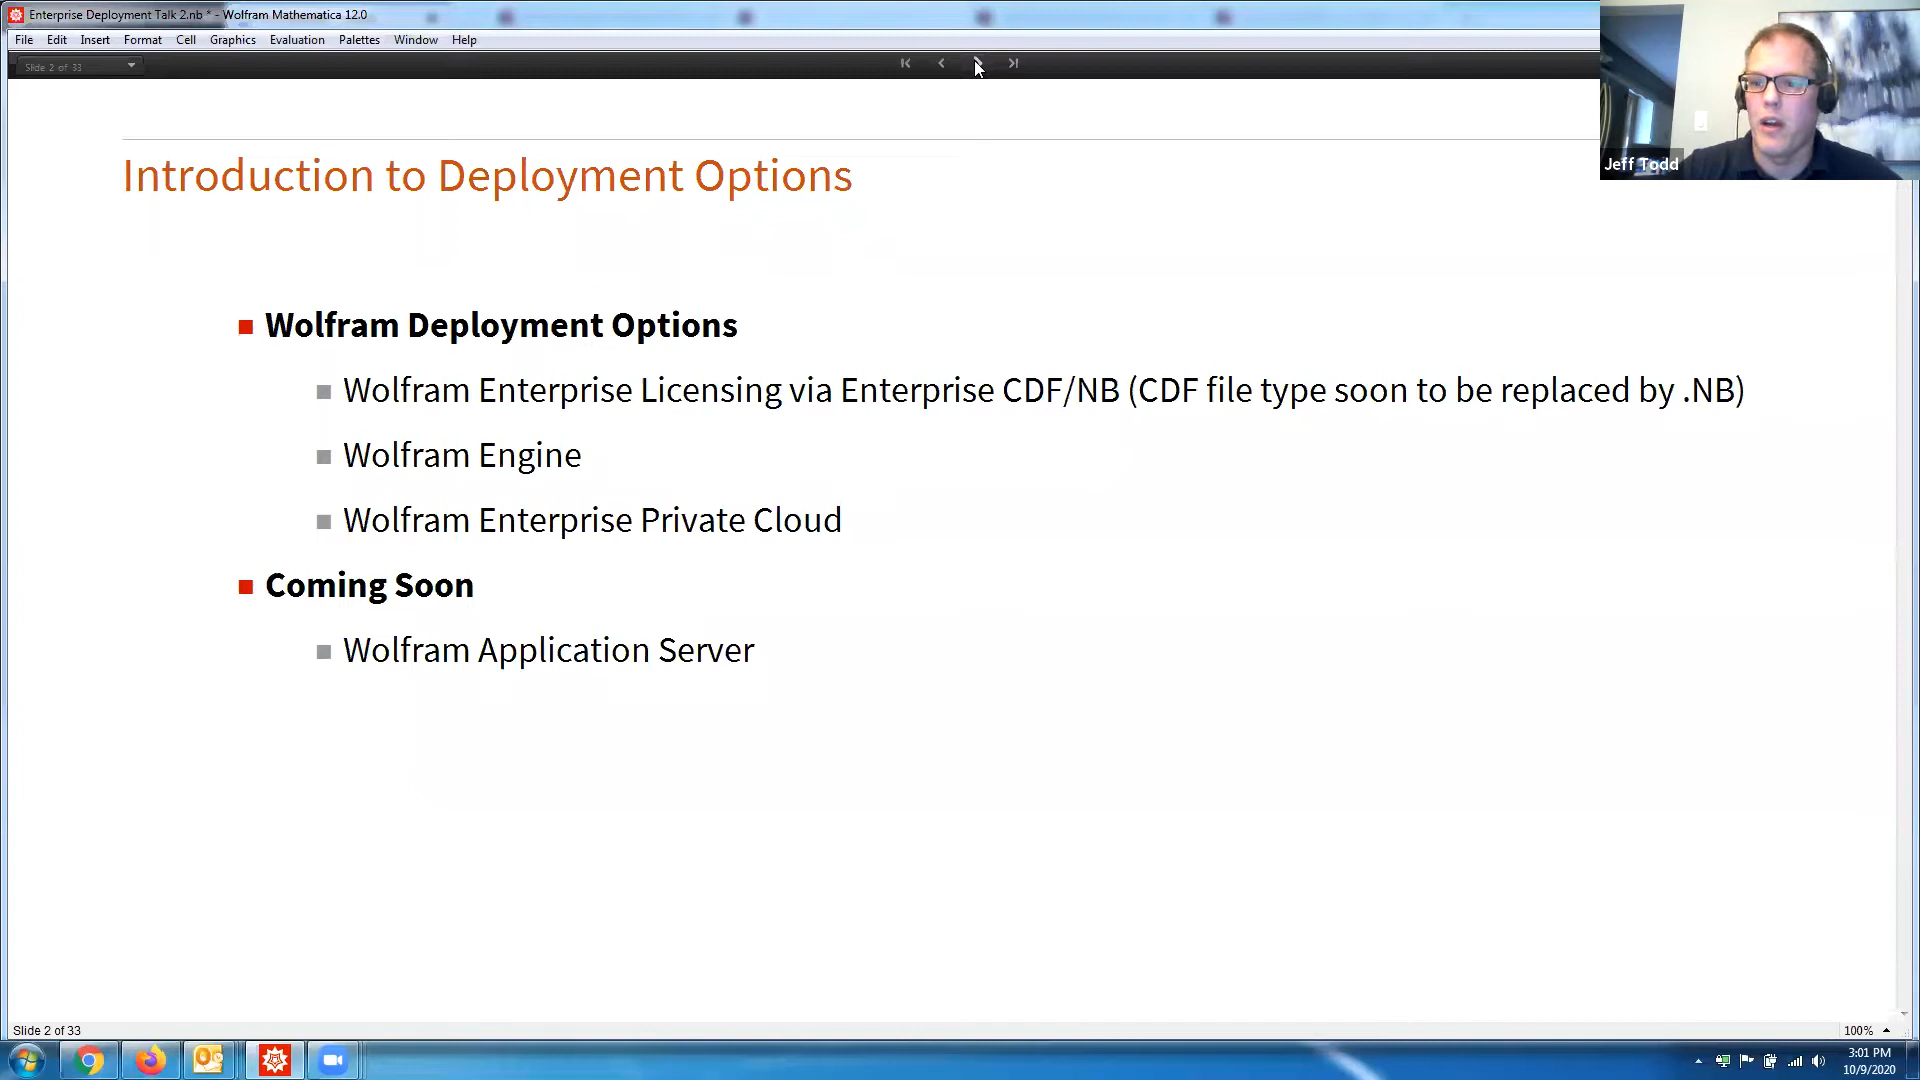 Enterprise Deployment Talk 2.nb * - Wolfram Mathematica 12.0
File Edit Insert Format Cell Graphics Evaluation Palettes Window Help
Slide 2 of 33
Jeff Todd
Introduction to Deployment Options
Wolfram Deployment Options
Wolfram Enterprise Licensing via Enterprise CDF/NB (CDF file type soon to be replaced by .NB)
Wolfram Engine
Wolfram Enterprise Private Cloud
Coming Soon
Wolfram Application Server
Slide 2 of 33
100%
3:01 PM
10/9/2020